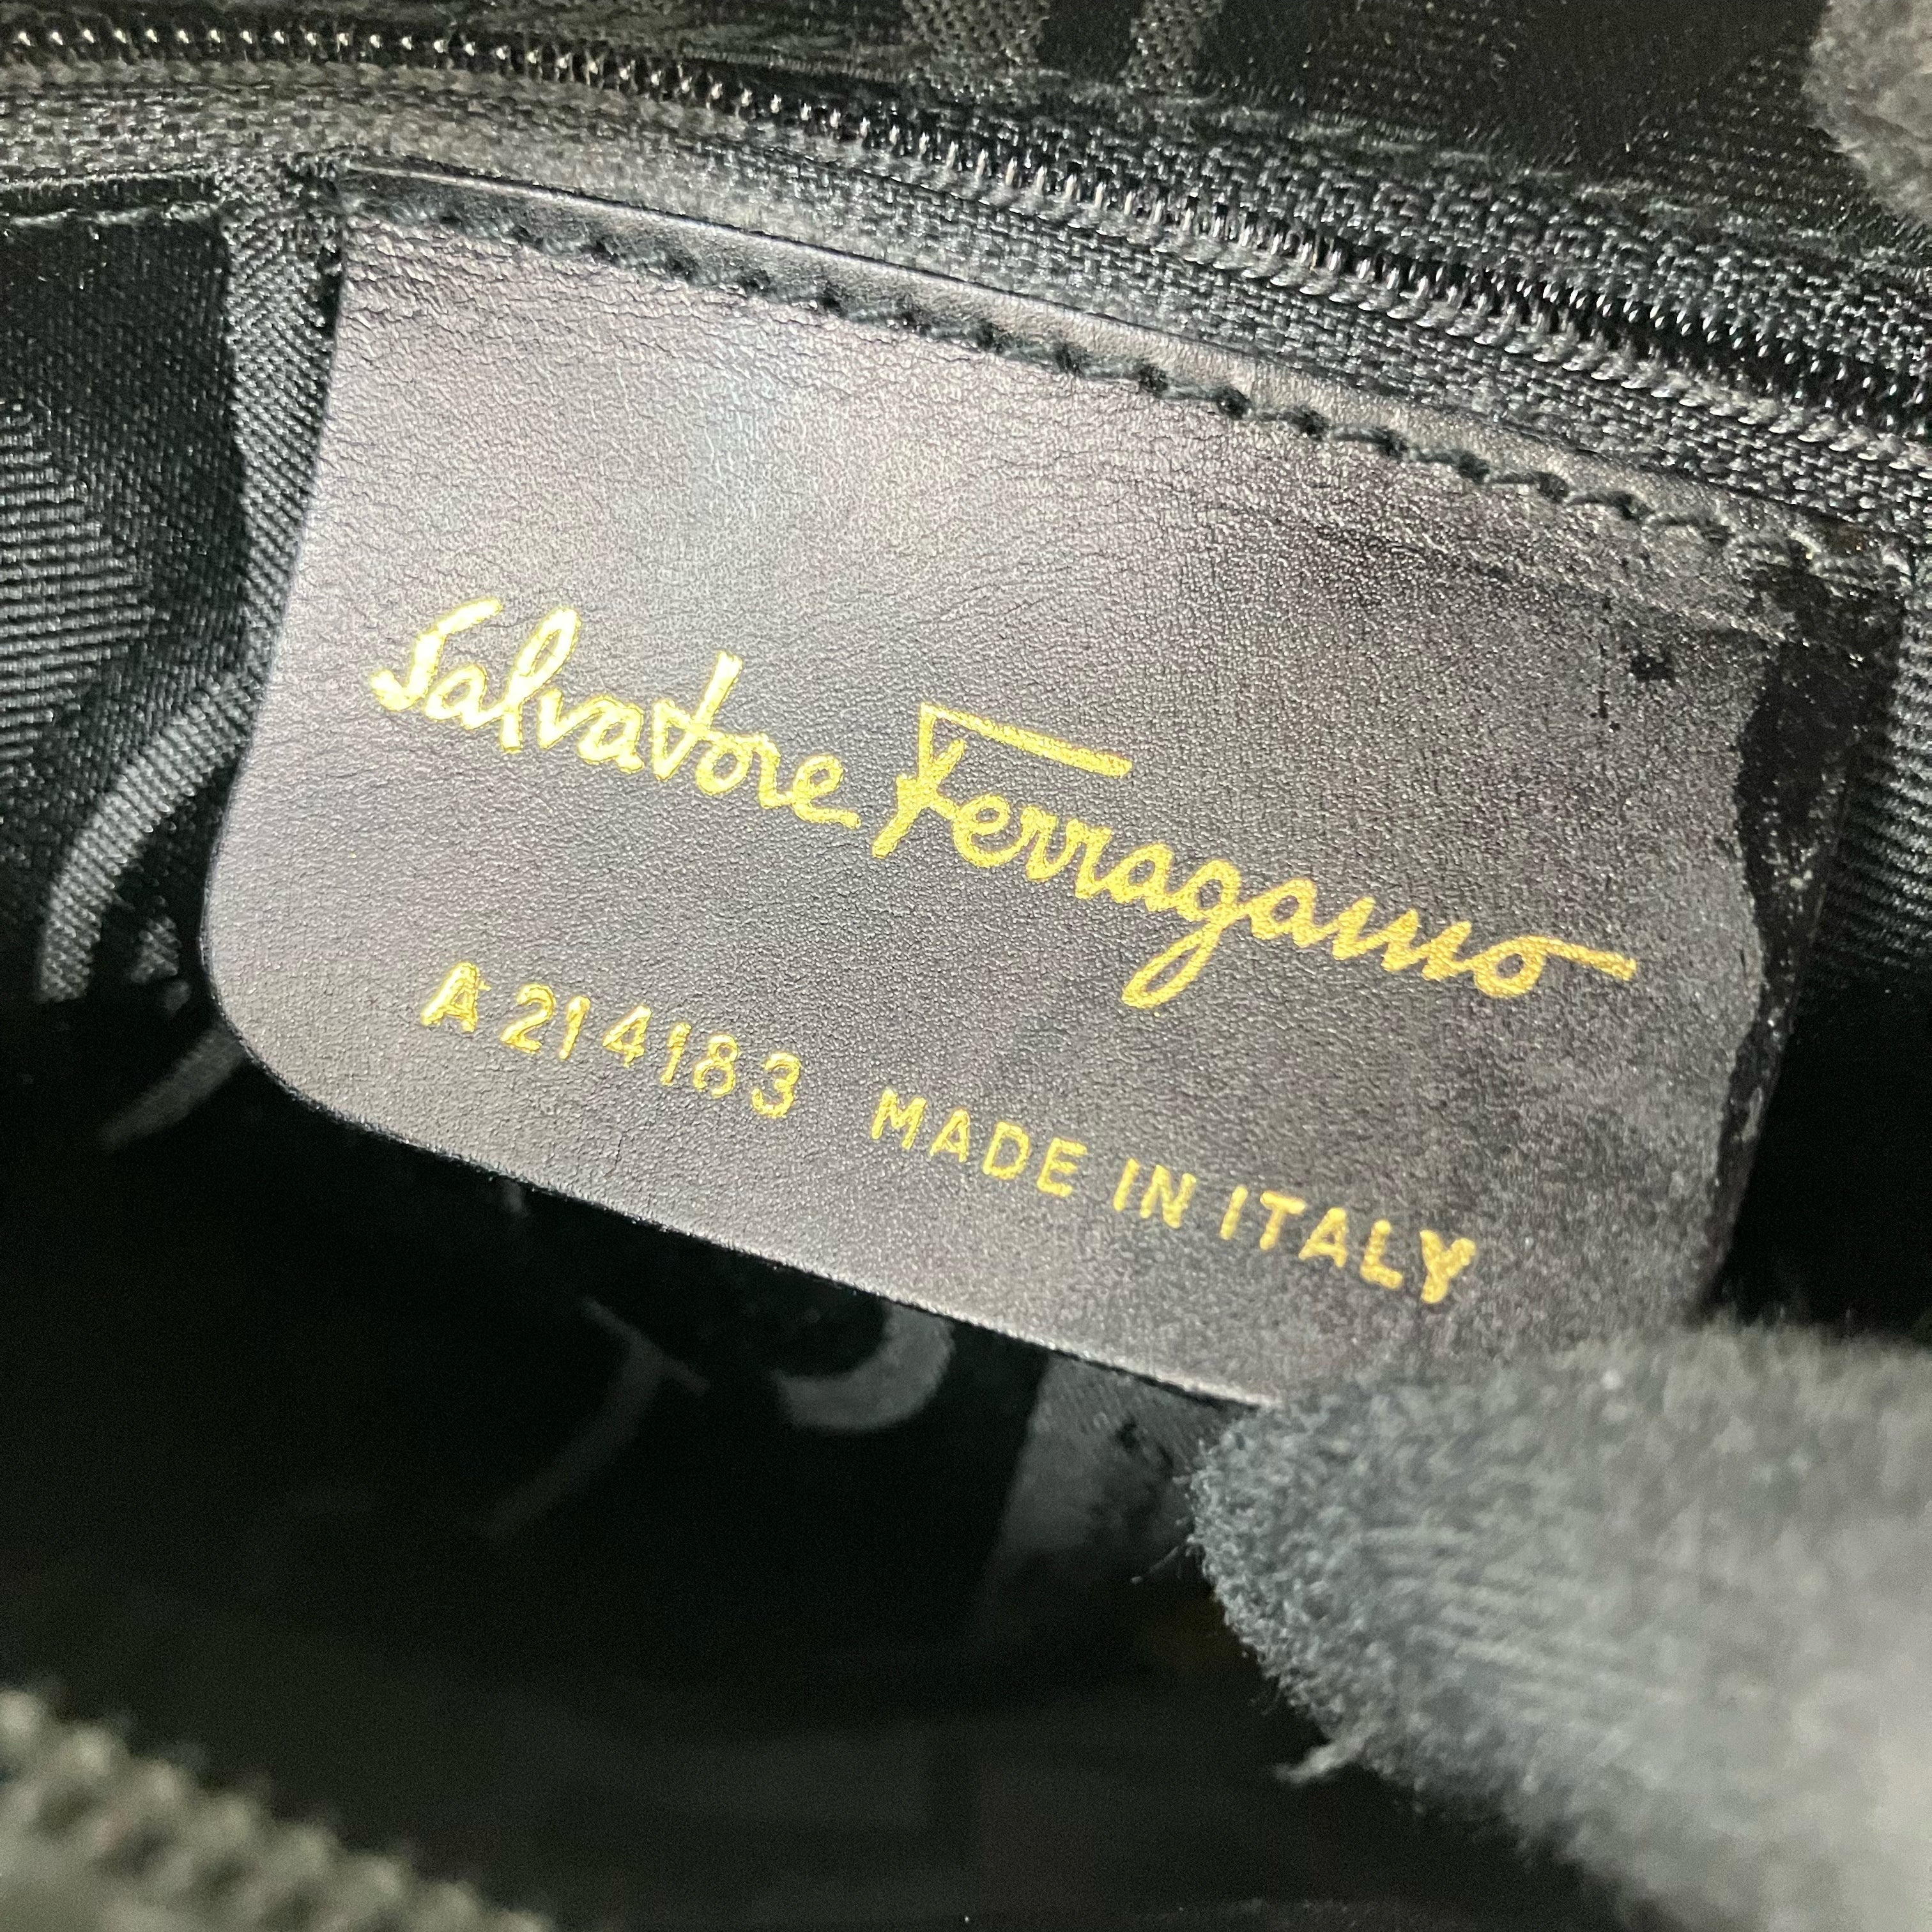 Salvatore Ferragamo
A 214183 MADE IN ITALY